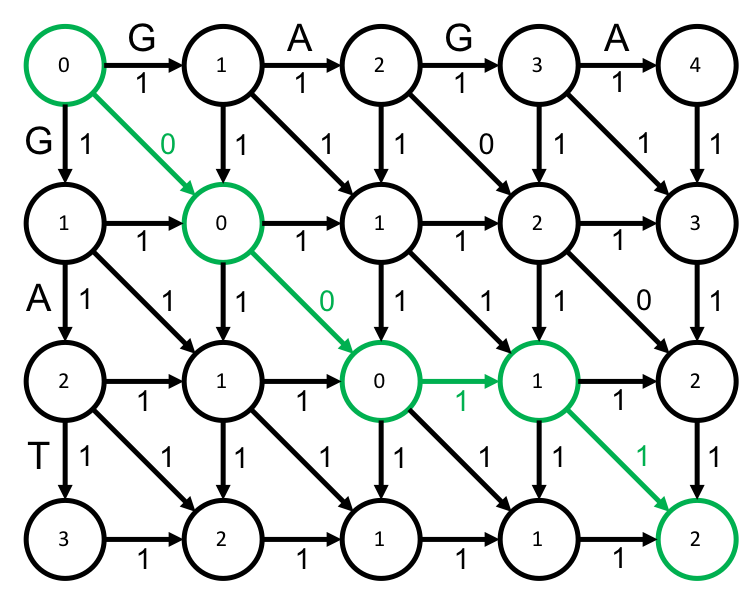 G A G A
0 1 2 3 4
1 1 1 1
G 1 0 1 1 1 0 1 1 1
1 0 1 2 3
1 1 1 1
A 1 1 1 0 1 1 1 0 1
2 1 0 1 2
1 1 1 1
T 1 1 1 1 1 1 1 1 1
3 2 1 1 2
1 1 1 1